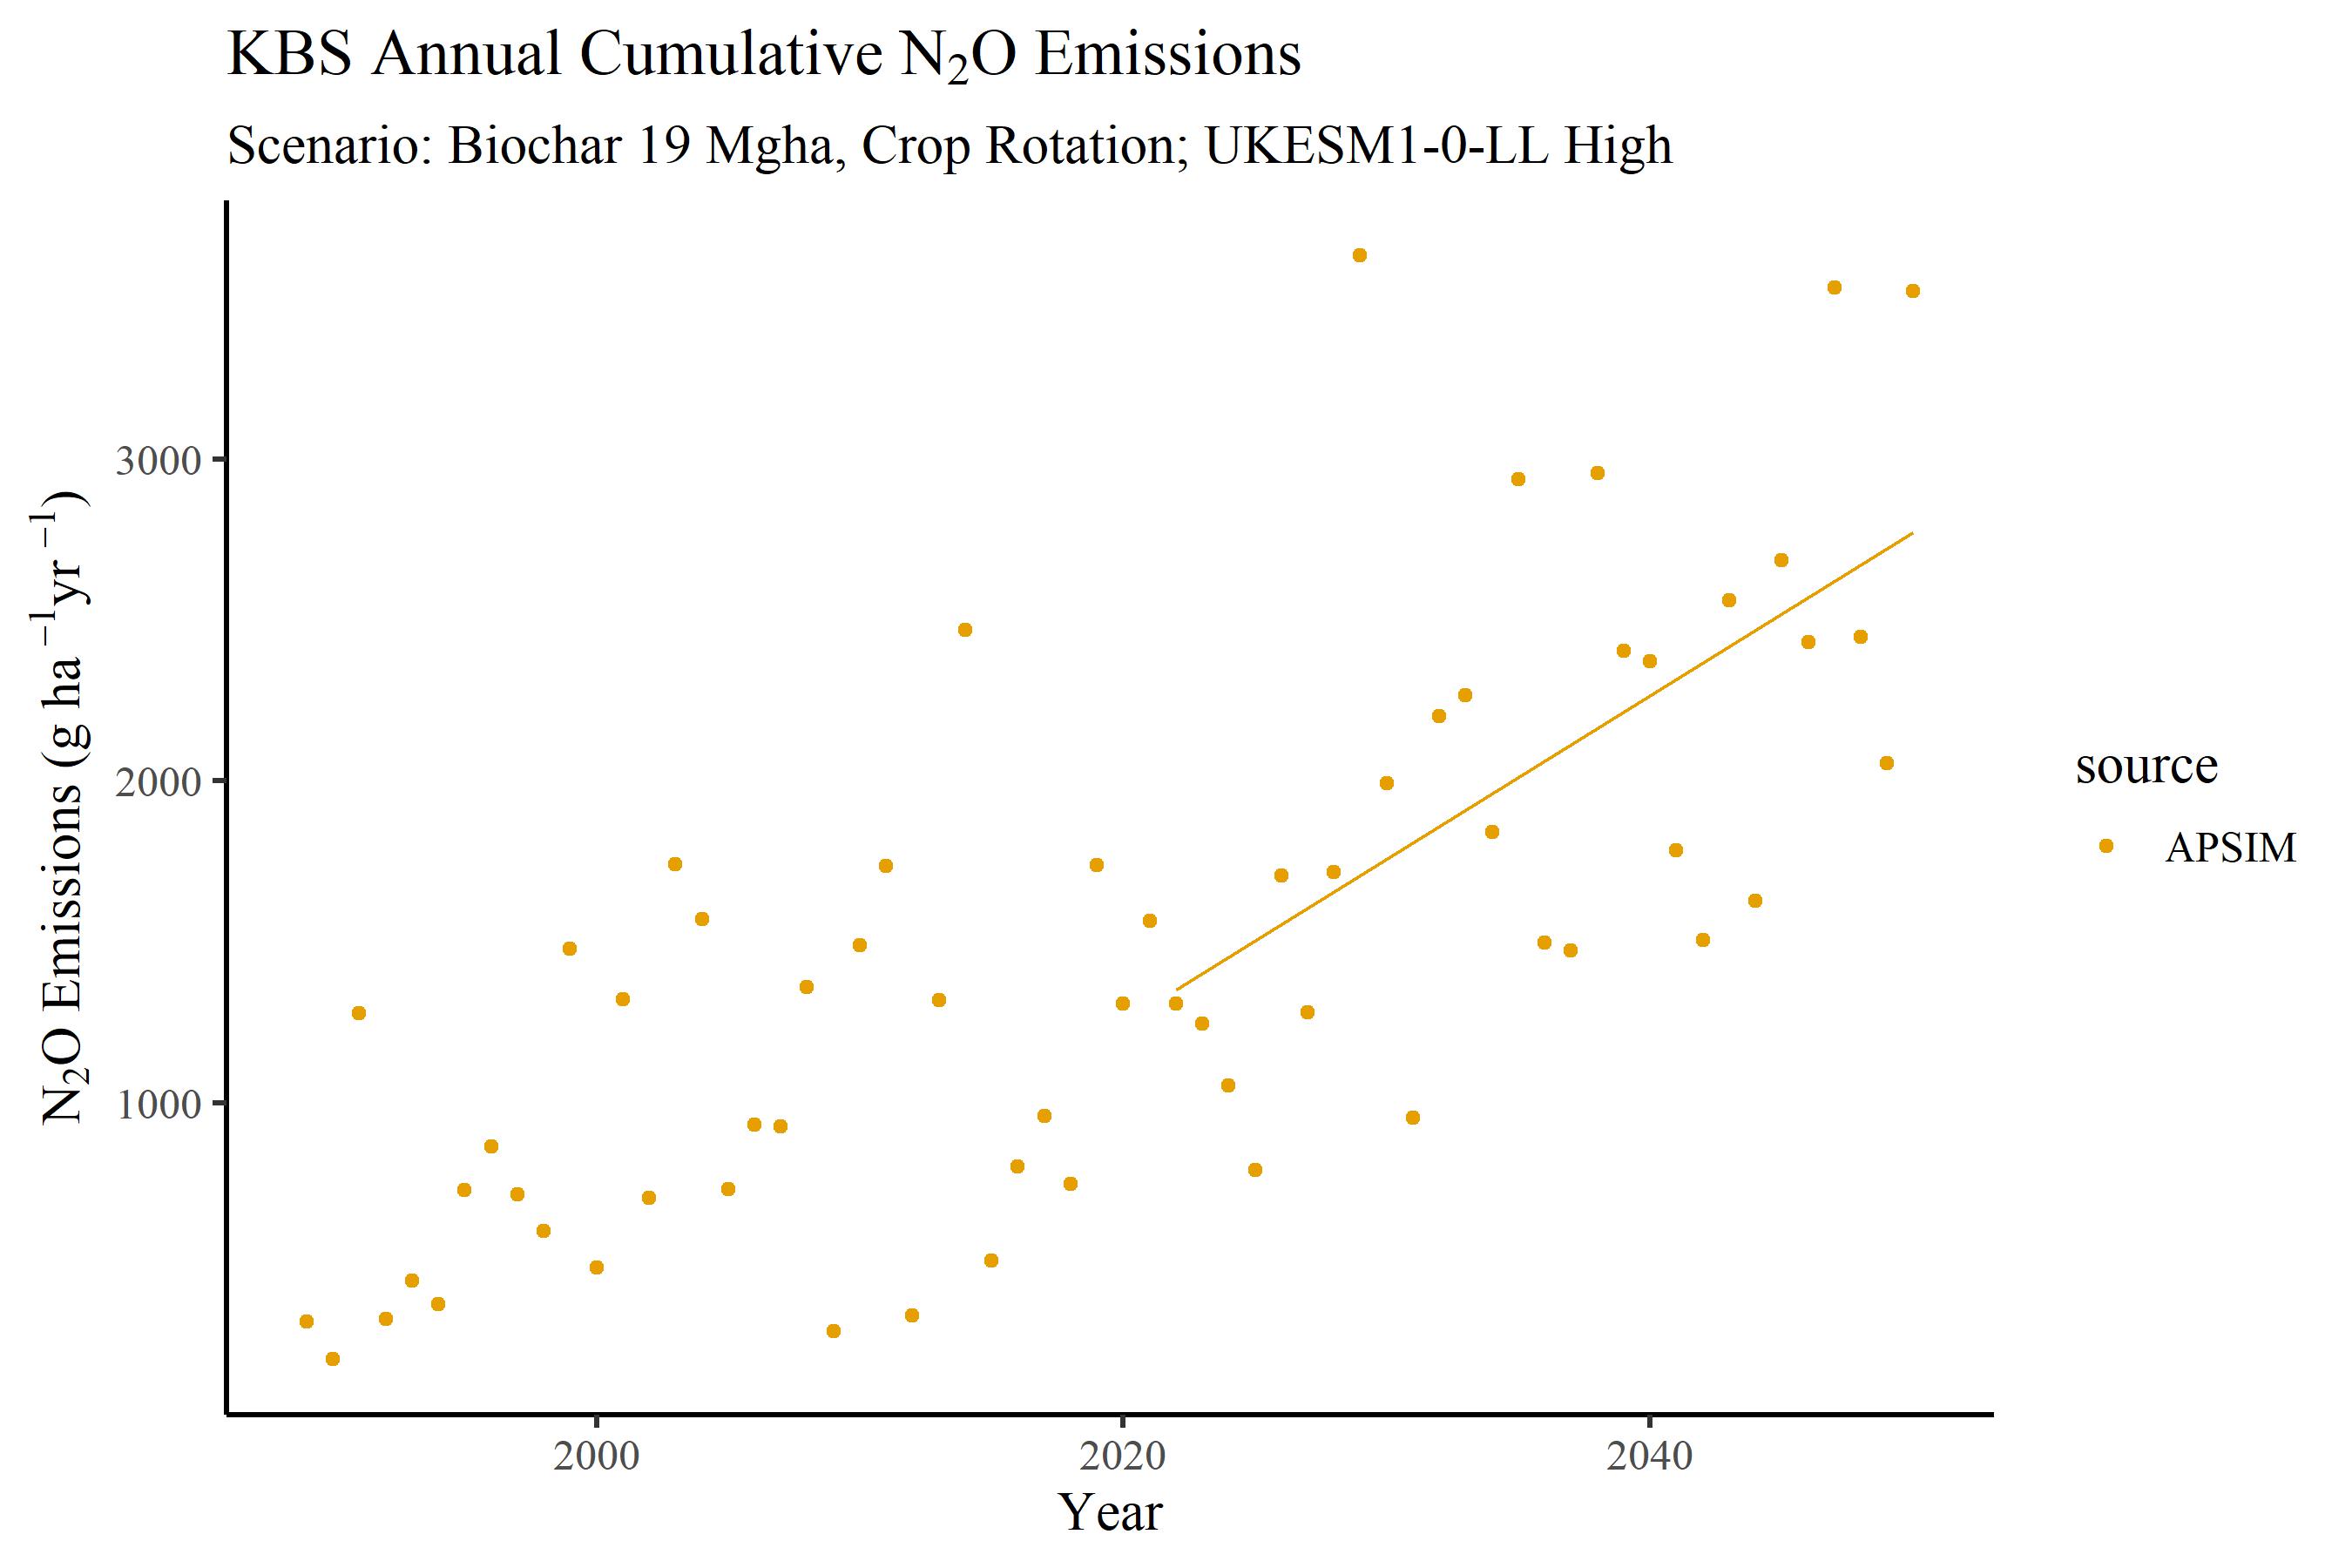 KBS Annual Cumulative N₂O Emissions
Scenario: Biochar 19 Mgha, Crop Rotation; UKESM1-0-LL High
N₂O Emissions (g ha⁻¹yr⁻¹)
3000
2000
1000
2000
2020
2040
Year
source
APSIM